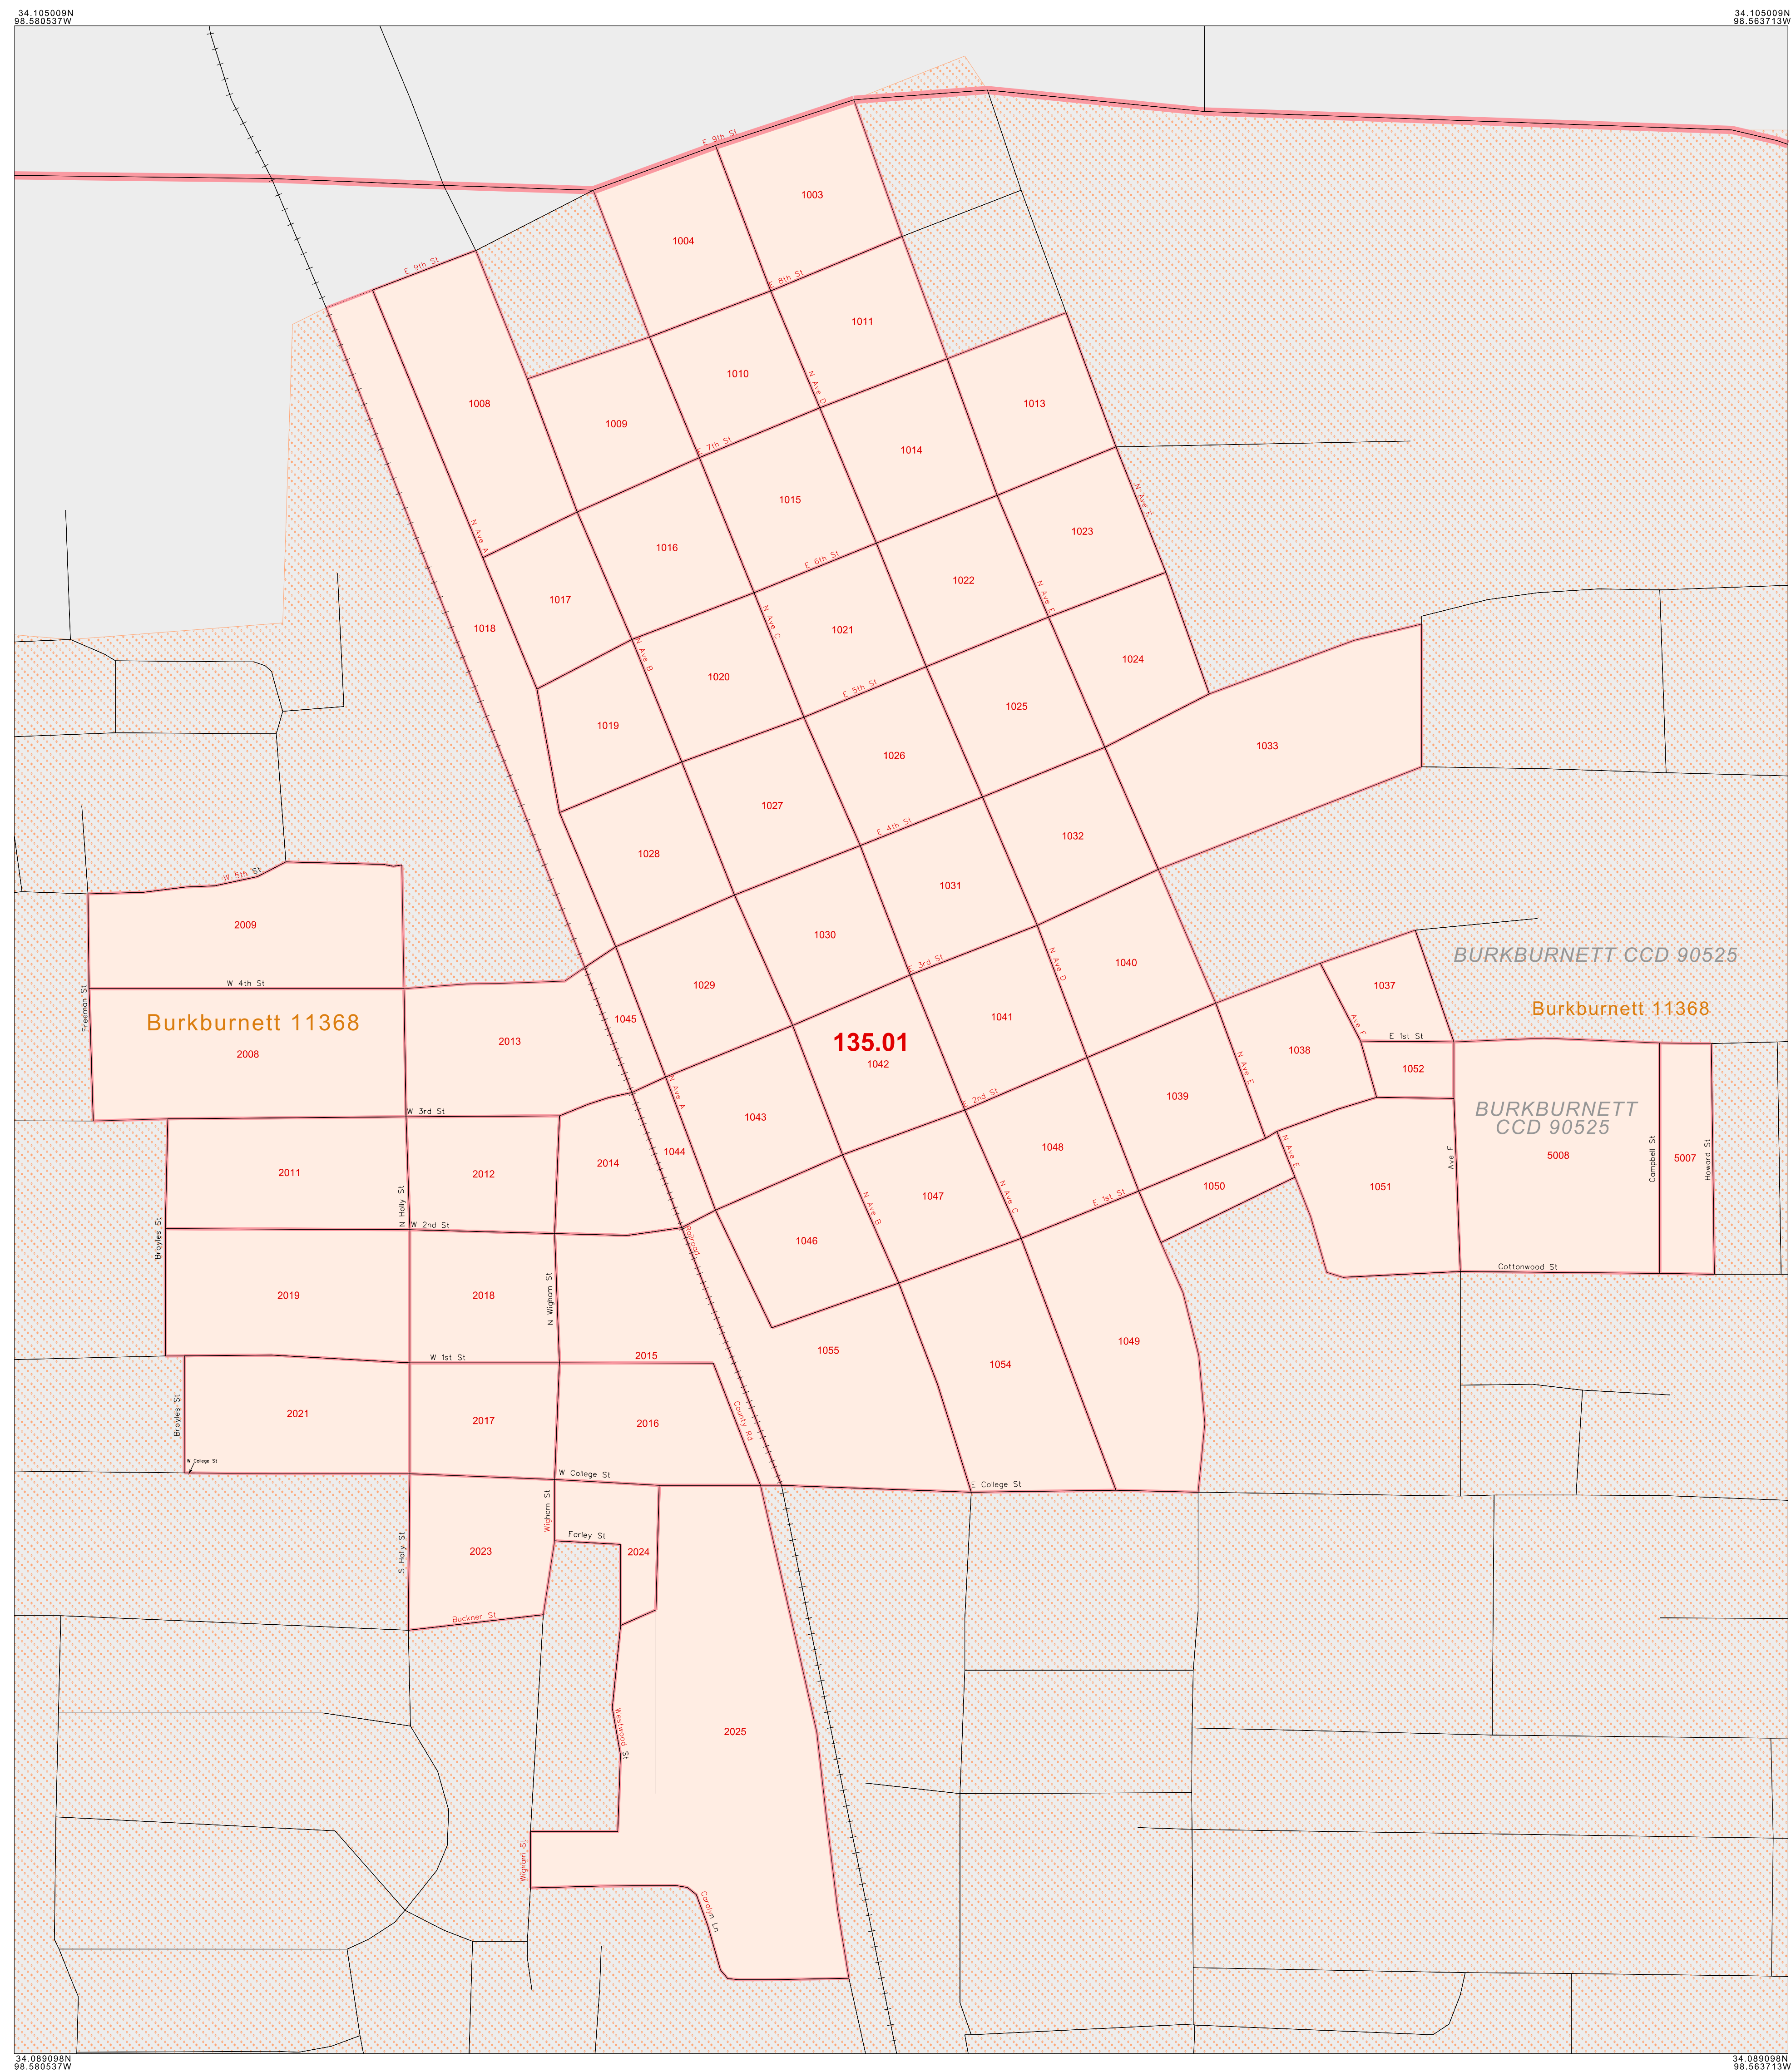 34.105009N
98.580537W
34.105009N
98.563713W
E 9th St
1003
1004
E 9th St
8th St
1011
1010
N Ave D
1008
1009
1013
7th St
1014
N Ave F
1015
N Ave A
1016
1023
E 6th St
1022
1017
N Ave E
N Ave C
1018
1021
N Ave B
1024
1020
E 5th St
1025
1019
1033
1026
1027
E 4th St
1032
1028
W 5th St
1031
2009
1030
BURKBURNETT CCD 90525
3rd St
N Ave D
1040
W 4th St
1029
1037
Freeman St
Burkburnett 11368
Burkburnett 11368
1045
1041
Ave F
E 1st St
2013
135.01
1042
1038
2008
N Ave E
1052
N Ave A
2nd St
1039
BURKBURNETT
CCD 90525
W 3rd St
1043
1048
1044
N Ave E
Ave F
5008
Campbell St
5007
Howard St
2011
2012
2014
1050
1051
N Holly St
1047
N Ave C
E 1st St
N Ave B
W 2nd St
Broyles St
Railroad
1046
Cottonwood St
2019
2018
N Wigham St
1049
1055
2015
W 1st St
1054
2021
Broyles St
2017
2016
County Rd
W College St
W College St
E College St
Wigham St
Farley St
S Holly St
2023
2024
Buckner St
2025
Westwood St
Wigham St
Carolyn Ln
34.089098N
98.580537W
34.089098N
98.563713W